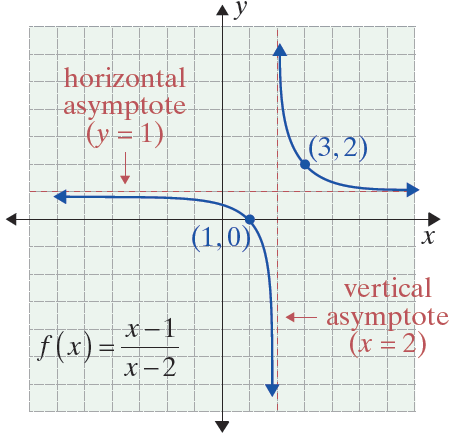 y
horizontal
asymptote
(y = 1)
(3, 2)
x
(1, 0)
vertical
asymptote
(x = 2)
f(x) = x−1
x−2